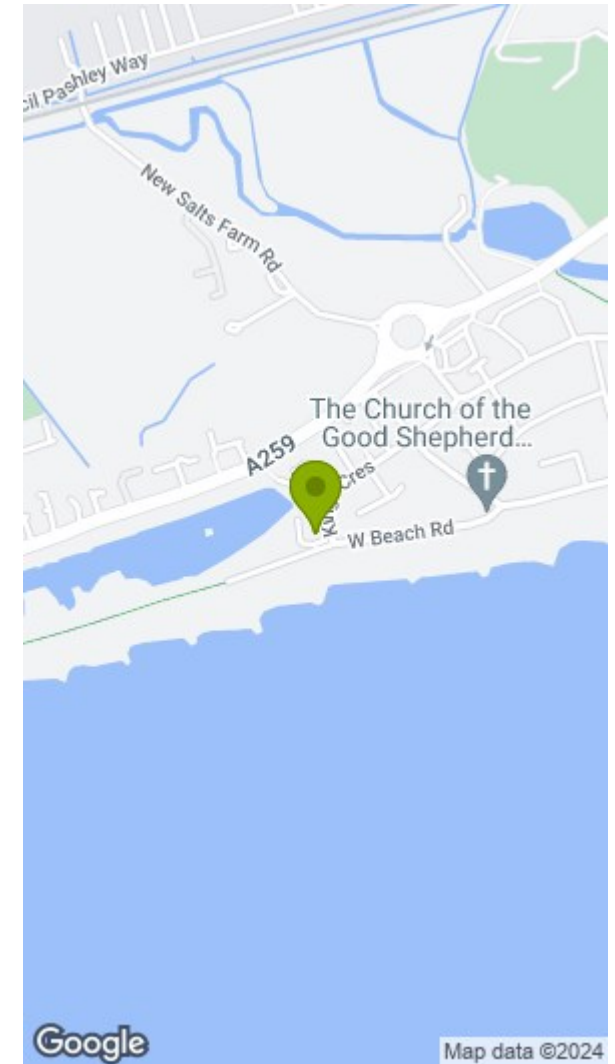 cil Pashley Way
New Salts Farm Rd
The Church of the
Good Shepherd...
A259
Cres
W Beach Rd
Google
Map data ©2024